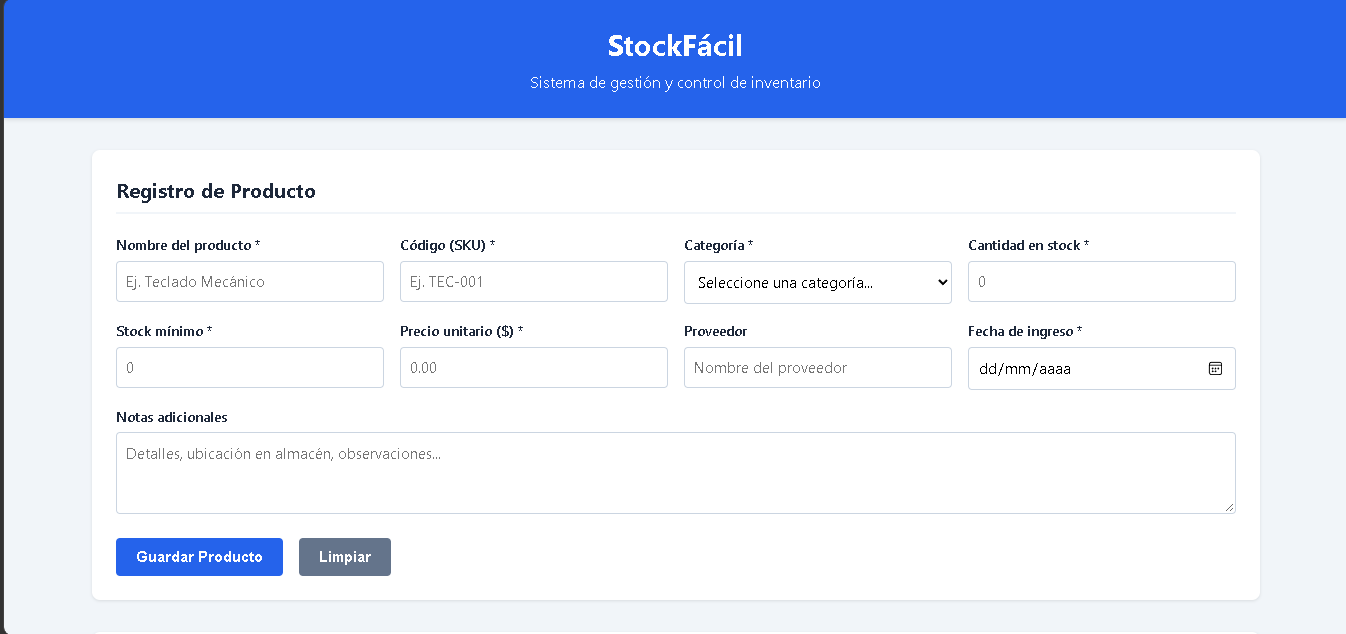 StockFácil
Sistema de gestión y control de inventario
Registro de Producto
Nombre del producto *
Código (SKU) *
Categoría *
Cantidad en stock *
Ej. Teclado Mecánico
Ej. TEC-001
Seleccione una categoría...
0
Stock mínimo *
Precio unitario ($) *
Proveedor
Fecha de ingreso *
0
0.00
Nombre del proveedor
dd/mm/aaaa
Notas adicionales
Detalles, ubicación en almacén, observaciones...
Guardar Producto
Limpiar